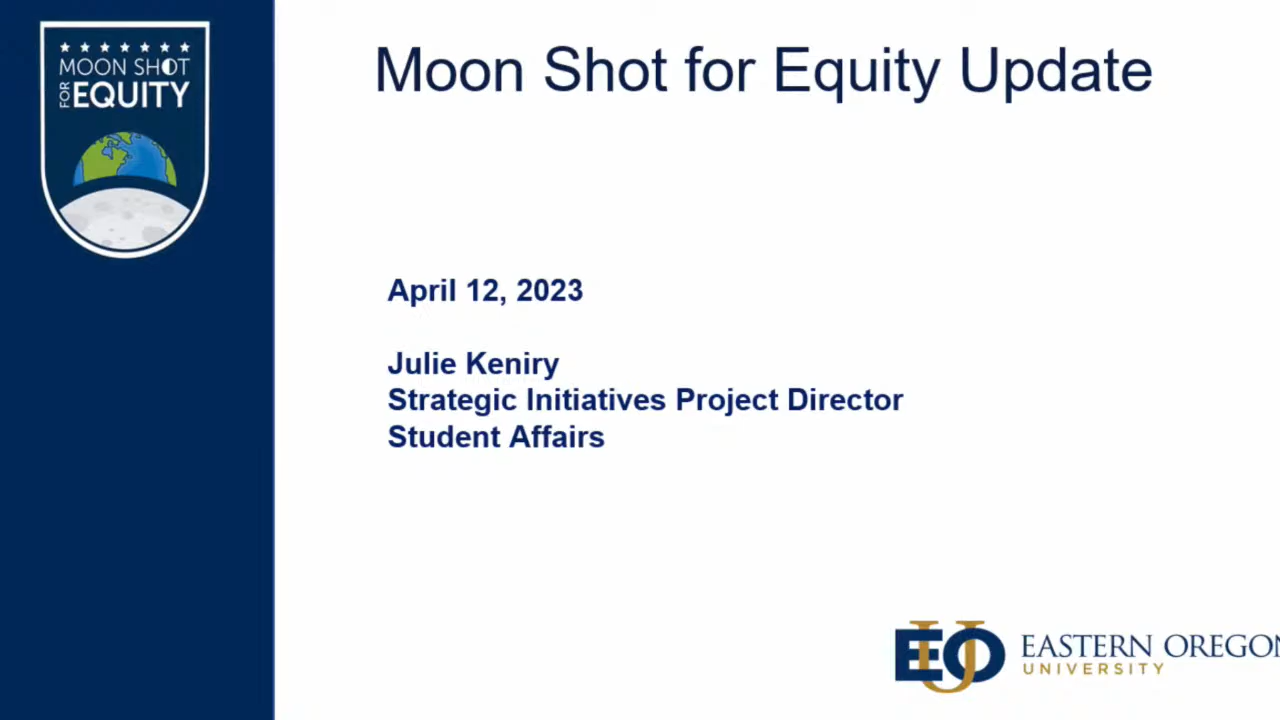 MOON SHOT
FOR EQUITY
Moon Shot for Equity Update
April 12, 2023
Julie Keniry
Strategic Initiatives Project Director
Student Affairs
EOU
EASTERN OREGON
UNIVERSITY